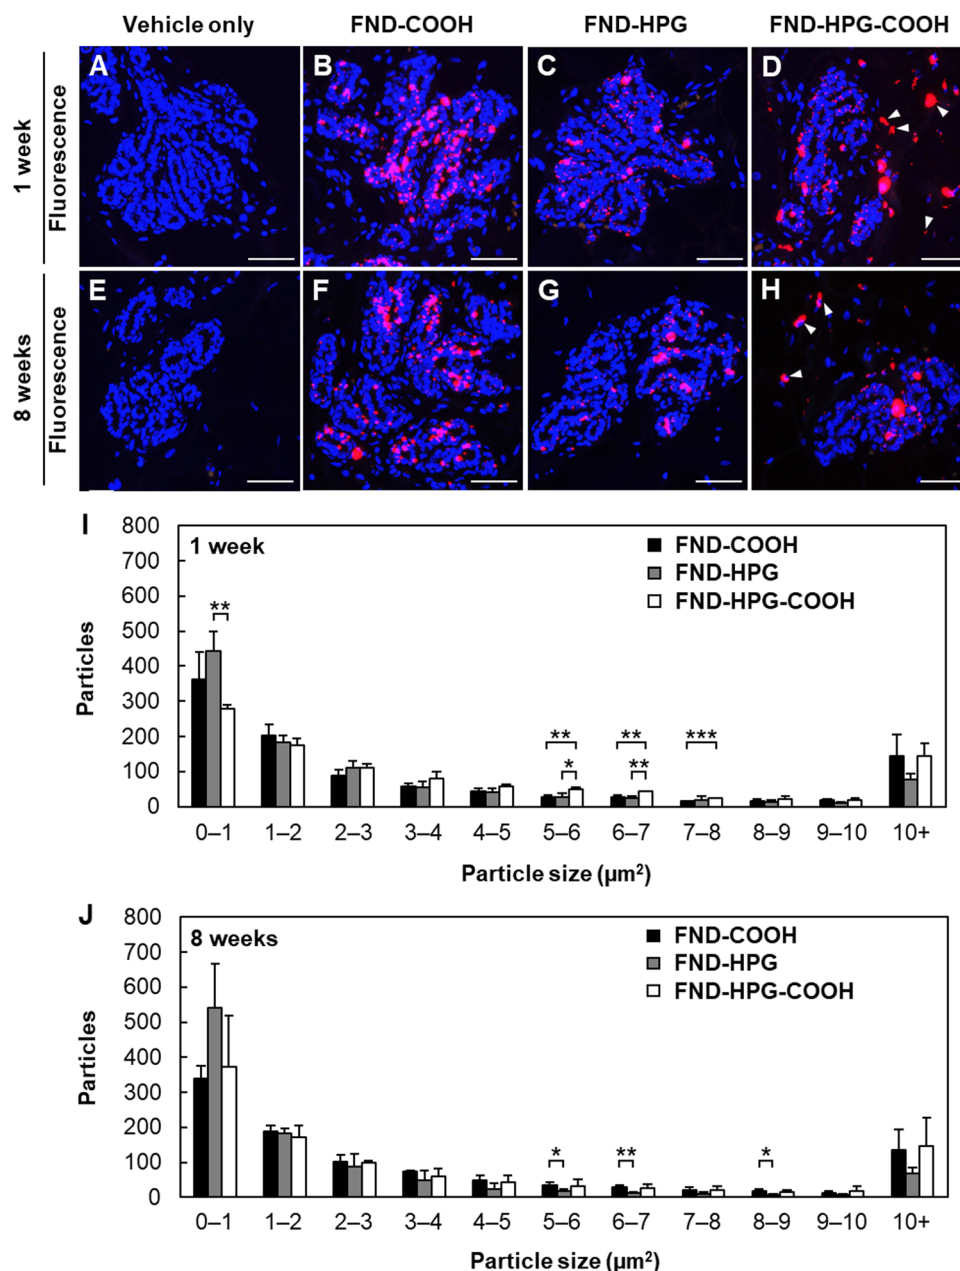 Vehicle only FND-COOH FND-HPG FND-HPG-COOH
1 week
Fluorescence
A B C D
8 weeks
Fluorescence
E F G H
I
1 week
FND-COOH
FND-HPG
FND-HPG-COOH
Particles
800
700
600
500
400
300
200
100
0
**
** ** ***
* **
0–1 1–2 2–3 3–4 4–5 5–6 6–7 7–8 8–9 9–10 10+
Particle size (µm²)
J
8 weeks
FND-COOH
FND-HPG
FND-HPG-COOH
Particles
800
700
600
500
400
300
200
100
0
* ** *
0–1 1–2 2–3 3–4 4–5 5–6 6–7 7–8 8–9 9–10 10+
Particle size (µm²)